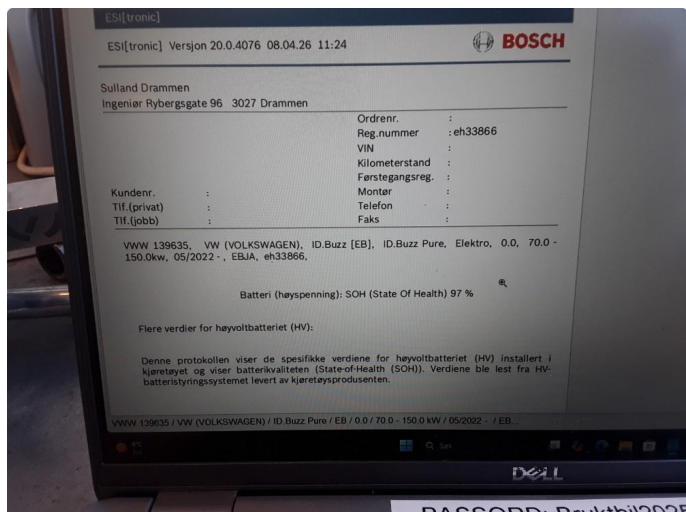 ESI[tronic]
ESI[tronic] Versjon 20.0.4076 08.04.26 11:24
BOSCH
Sulland Drammen
Ingeniør Rybergsgate 96 3027 Drammen
Ordrenr. :
Reg.nummer : eh33866
VIN :
Kilometerstand :
Førstegangsreg. :
Kundenr. : Montør :
Tlf.(privat) : Telefon :
Tlf.(jobb) : Faks :
VWW 139635, VW (VOLKSWAGEN), ID.Buzz [EB], ID.Buzz Pure, Elektro, 0.0, 70.0 -
150.0kw, 05/2022 - , EBJA, eh33866,
Batteri (høyspenning): SOH (State Of Health) 97 %
Flere verdier for høyvoltbatteriet (HV):
Denne protokollen viser de spesifikke verdiene for høyvoltbatteriet (HV) installert i
kjøretøyet og viser batterikvaliteten (State-of-Health (SOH)). Verdiene ble lest fra HV-
batteristyringssystemet levert av kjøretøysprodusenten.
VWW 139635 / VW (VOLKSWAGEN) / ID.Buzz Pure / EB / 0.0 / 70.0 - 150.0 kW / 05/2022 - / EB...
Søk
DELL
PASSORD: Bruktbil2025